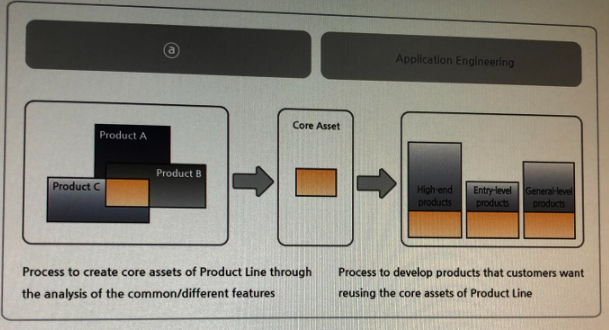 ⓐ
Application Engineering
Product A
Product B
Product C
Core Asset
High-end
products
Entry-level
products
General-level
products
Process to create core assets of Product Line through
the analysis of the common/different features
Process to develop products that customers want
reusing the core assets of Product Line